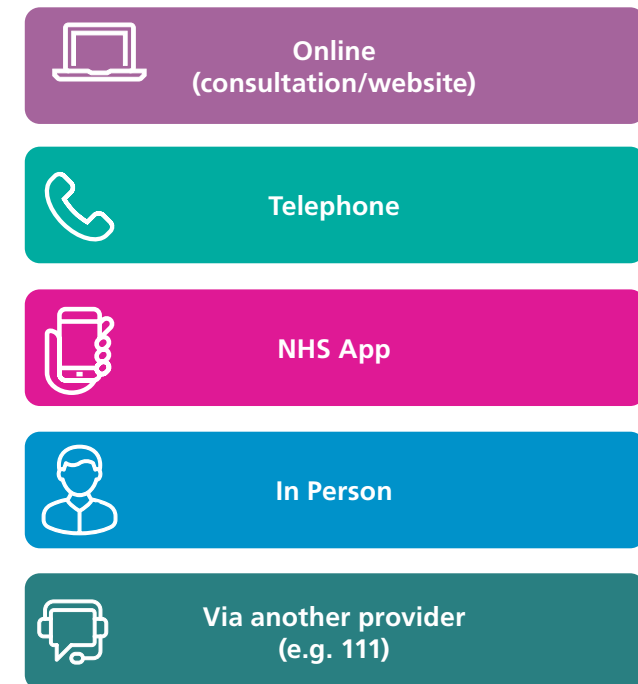 Online
(consultation/website)
Telephone
NHS App
In Person
Via another provider
(e.g. 111)